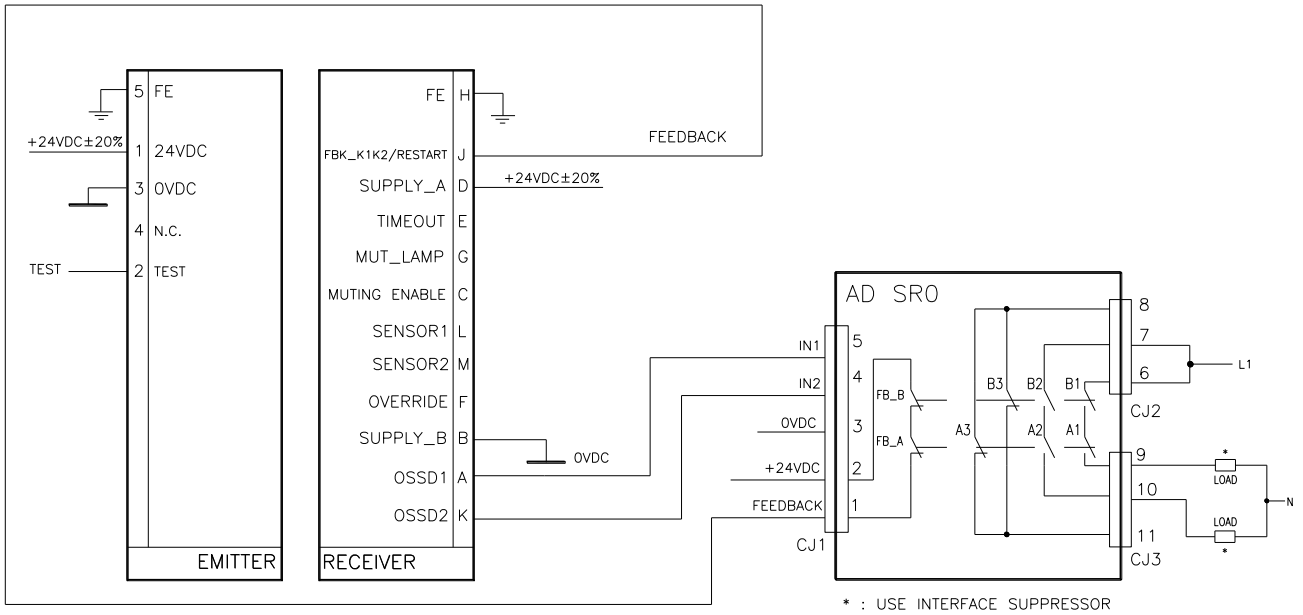 5 FE
+24VDC±20%
1 24VDC
3 0VDC
4 N.C.
TEST
2 TEST
EMITTER
FE H
FBK_K1K2/RESTART J
FEEDBACK
SUPPLY_A D
+24VDC±20%
TIMEOUT E
MUT_LAMP G
MUTING ENABLE C
SENSOR1 L
SENSOR2 M
OVERRIDE F
SUPPLY_B B
0VDC
OSSD1 A
OSSD2 K
RECEIVER
AD SR0
IN1
5
IN2
4
0VDC
3
+24VDC
2
FEEDBACK
1
CJ1
FB_B
FB_A
B3
B2
B1
A3
A2
A1
8
7
6
L1
CJ2
9
10
11
CJ3
*
LOAD
N
LOAD
*
* : USE INTERFACE SUPPRESSOR